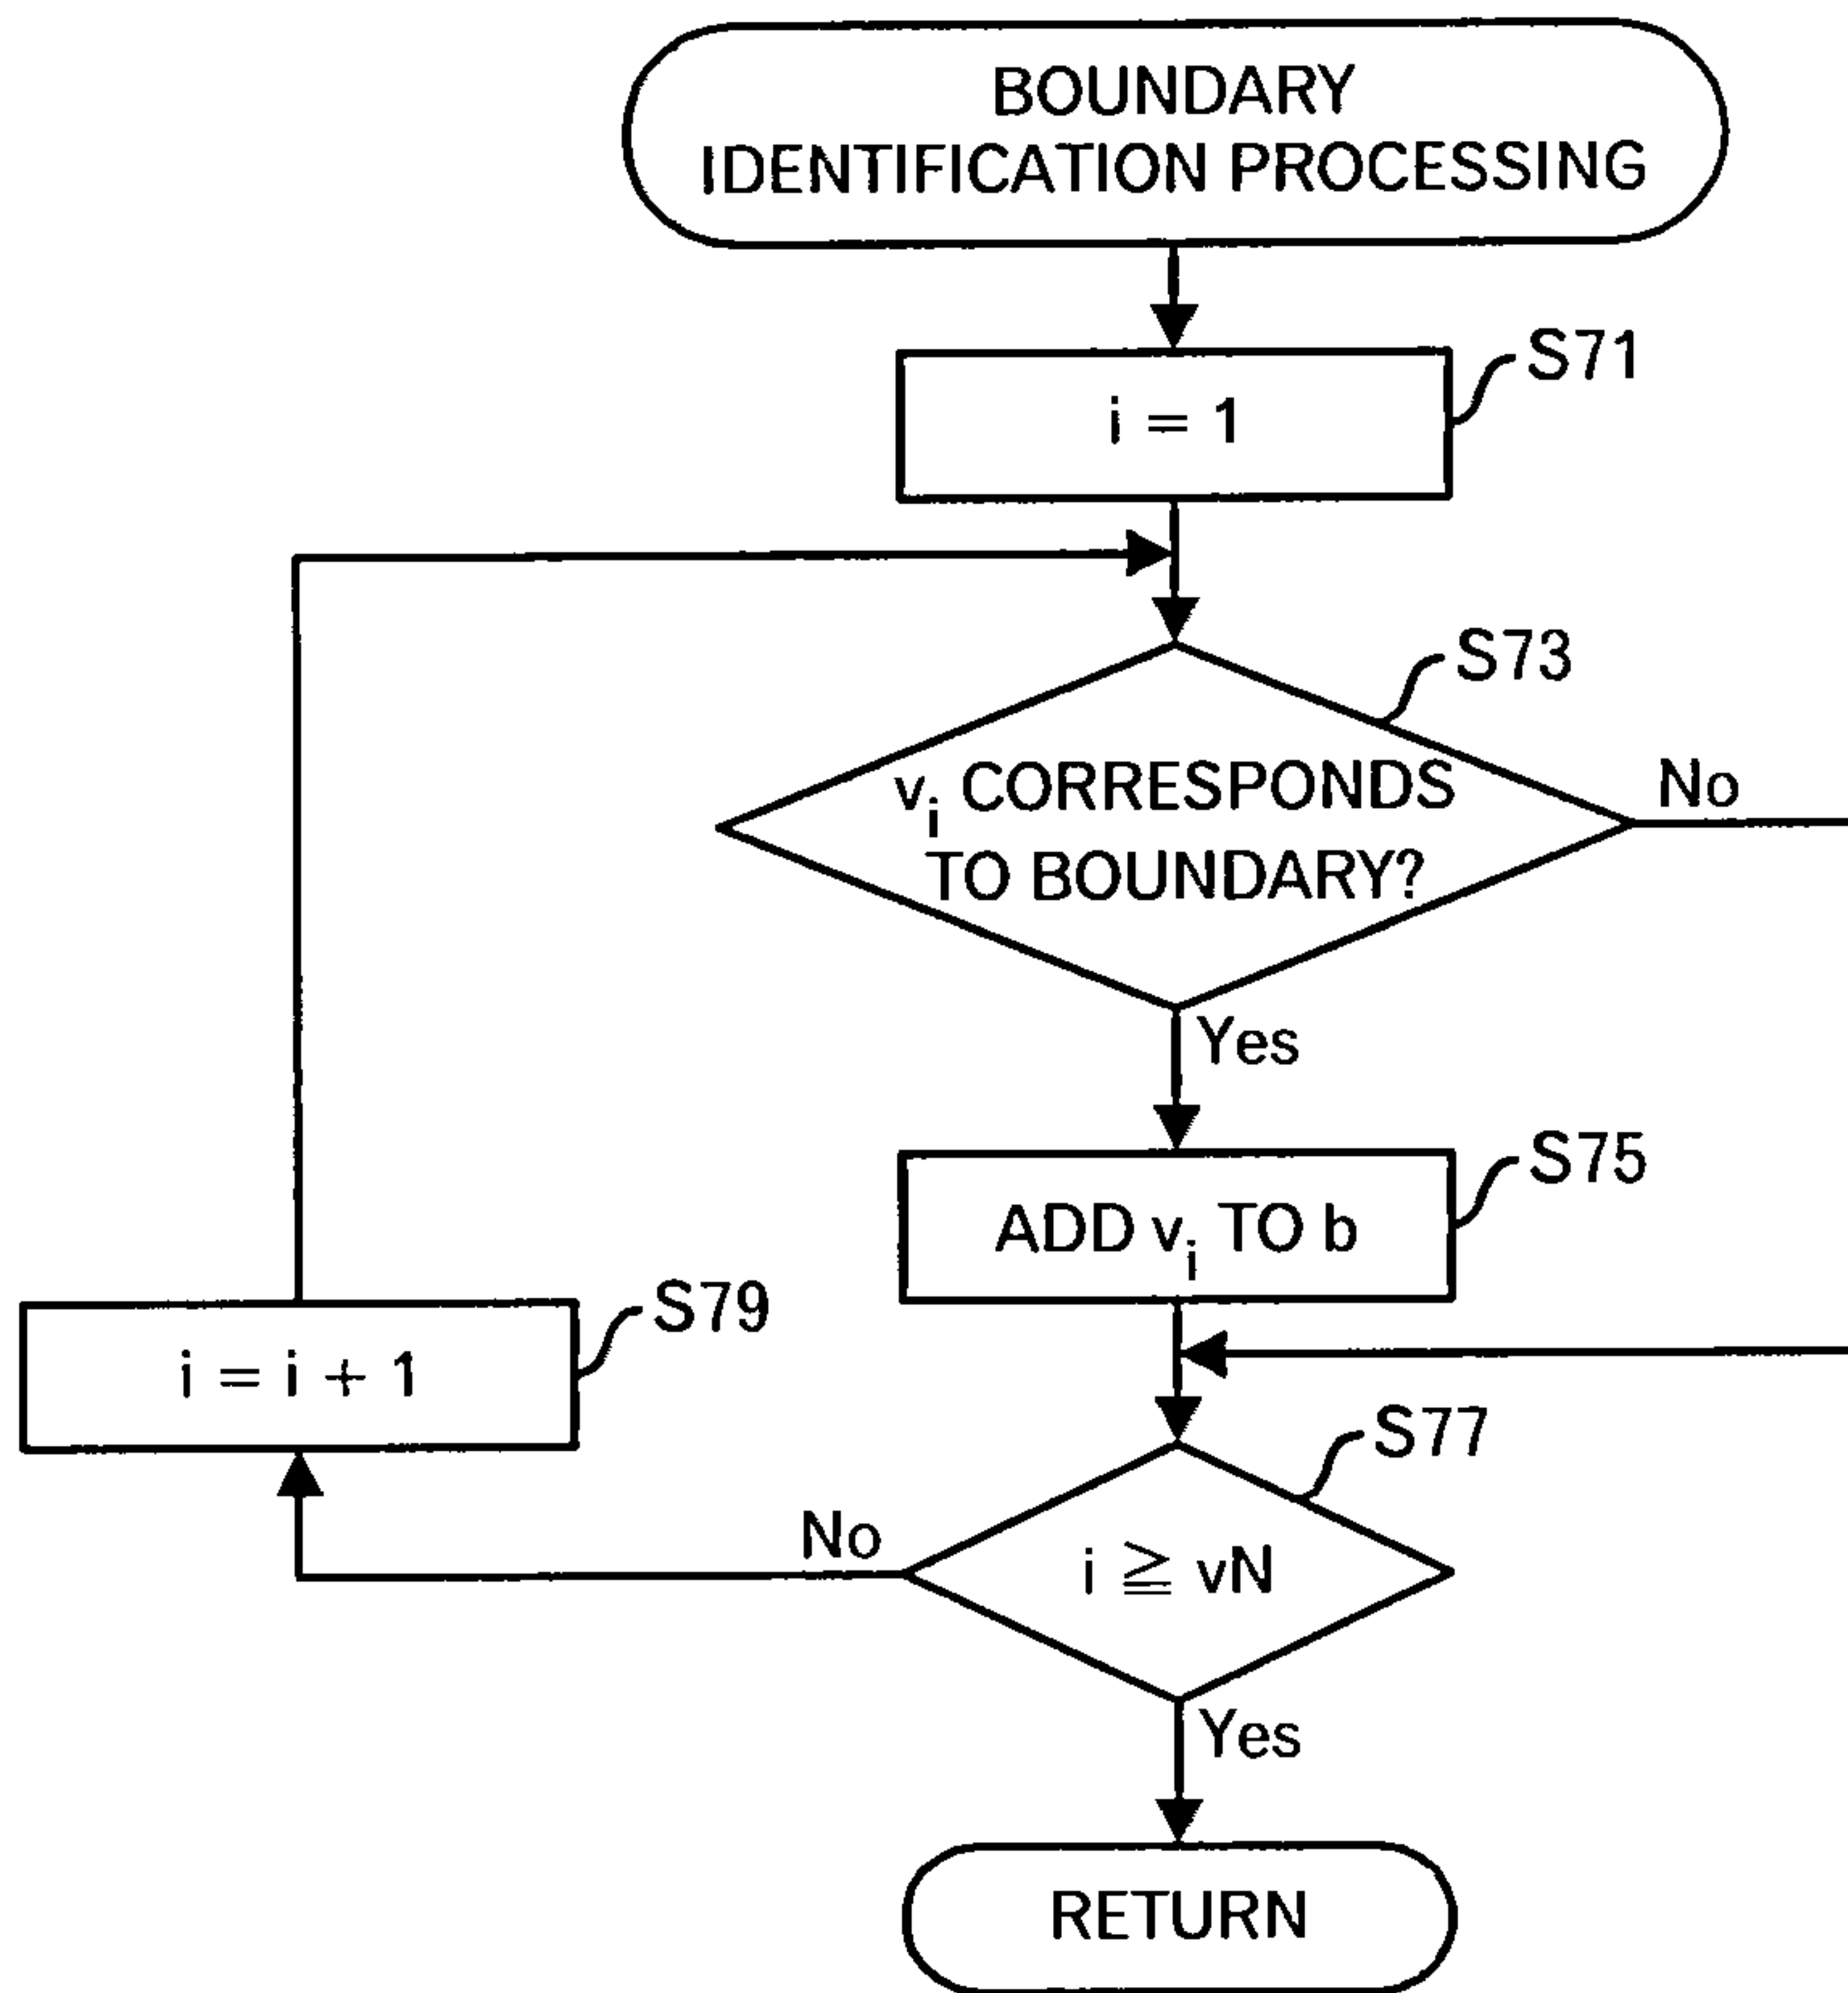 BOUNDARY
IDENTIFICATION PROCESSING
S71
i = 1
S73
vᵢ CORRESPONDS
TO BOUNDARY?
No
Yes
S75
ADD vᵢ TO b
S79
i = i + 1
S77
No
i ≧ vN
Yes
RETURN